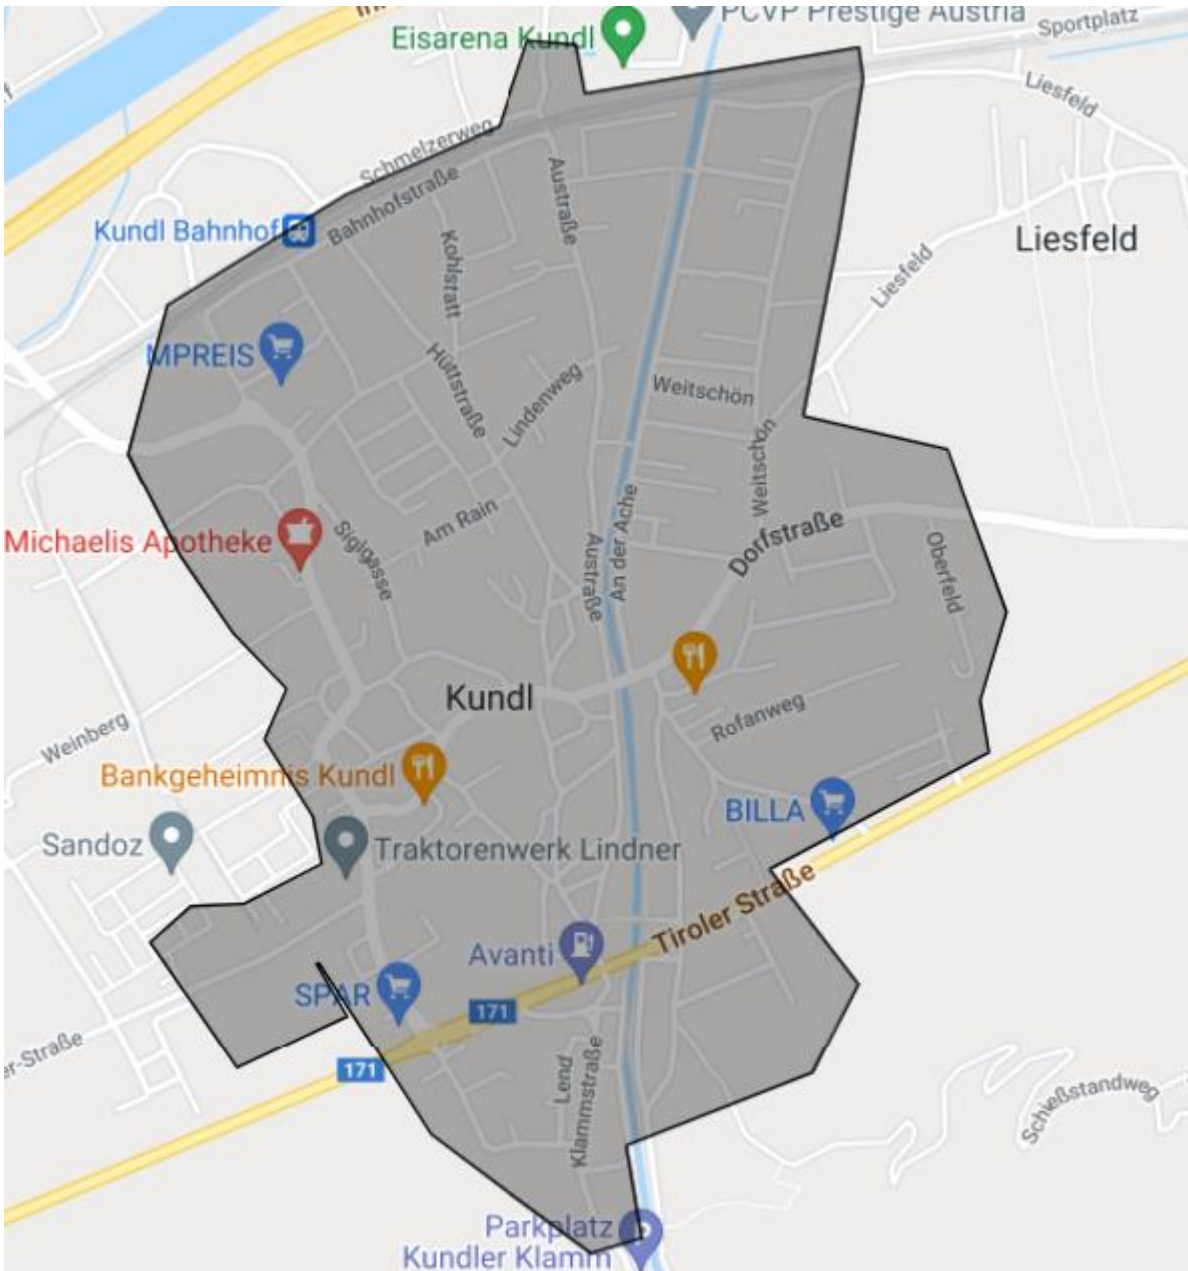 PCVP Prestige Austria
Sportplatz
Eisarena Kundl
Liesfeld
Schmelzerweg
Bahnhofstraße
Austraße
Kundl Bahnhof
Kohlstatt
Liesfeld
Liesfeld
MPREIS
Hüttstraße
Lindenweg
Weitschön
Weitschön
Am Rain
An der Ache
Dorfstraße
Michaelis Apotheke
Siglgasse
Austraße
Oberfeld
Kundl
Rofanweg
Weinberg
Bankgeheimnis Kundl
BILLA
Sandoz
Traktorenwerk Lindner
Tiroler Straße
Avanti
SPAR
171
er-Straße
171
Lend
Klammstraße
Schießstandweg
Parkplatz
Kundler Klamm